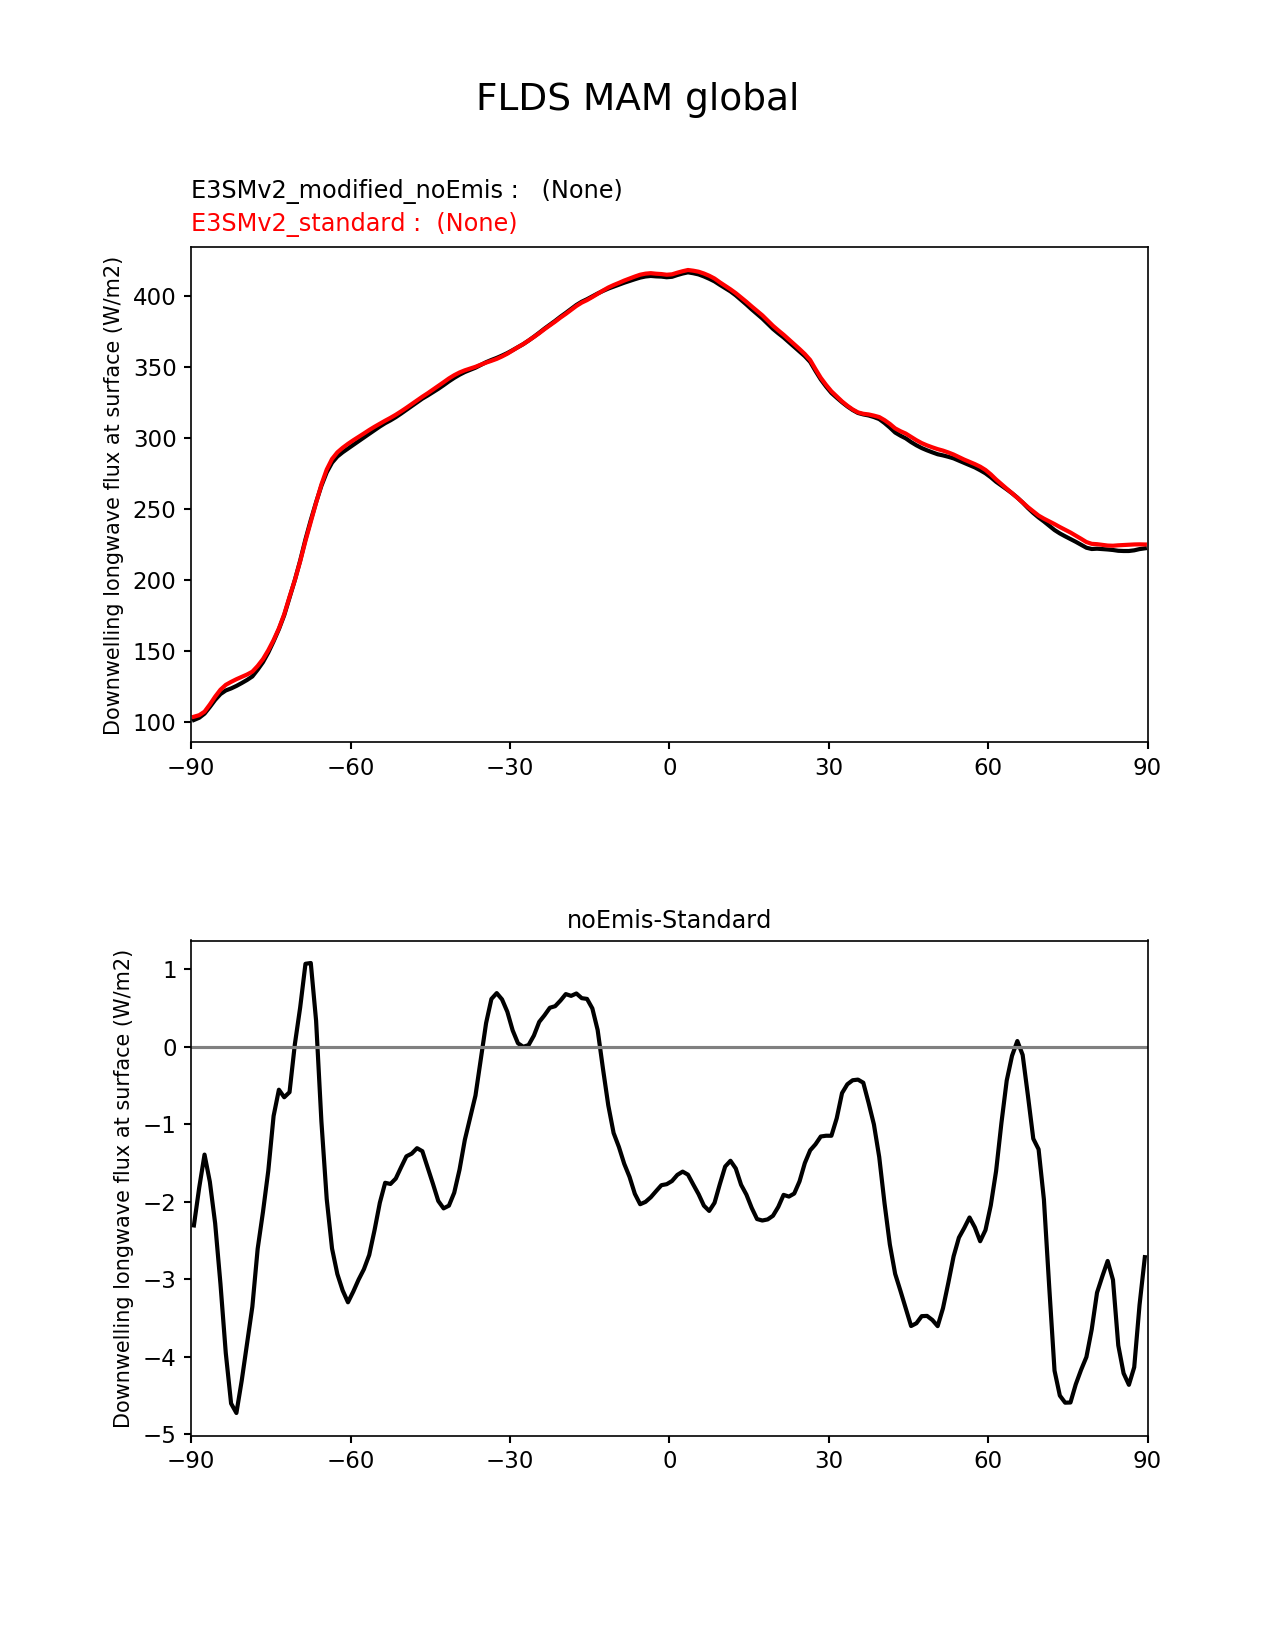 FLDS MAM global
E3SMv2_modified_noEmis :   (None)
E3SMv2_standard :  (None)
Downwelling longwave flux at surface (W/m2)
400
350
300
250
200
150
100
−90 −60 −30 0 30 60 90
noEmis-Standard
Downwelling longwave flux at surface (W/m2)
1
0
−1
−2
−3
−4
−5
−90 −60 −30 0 30 60 90